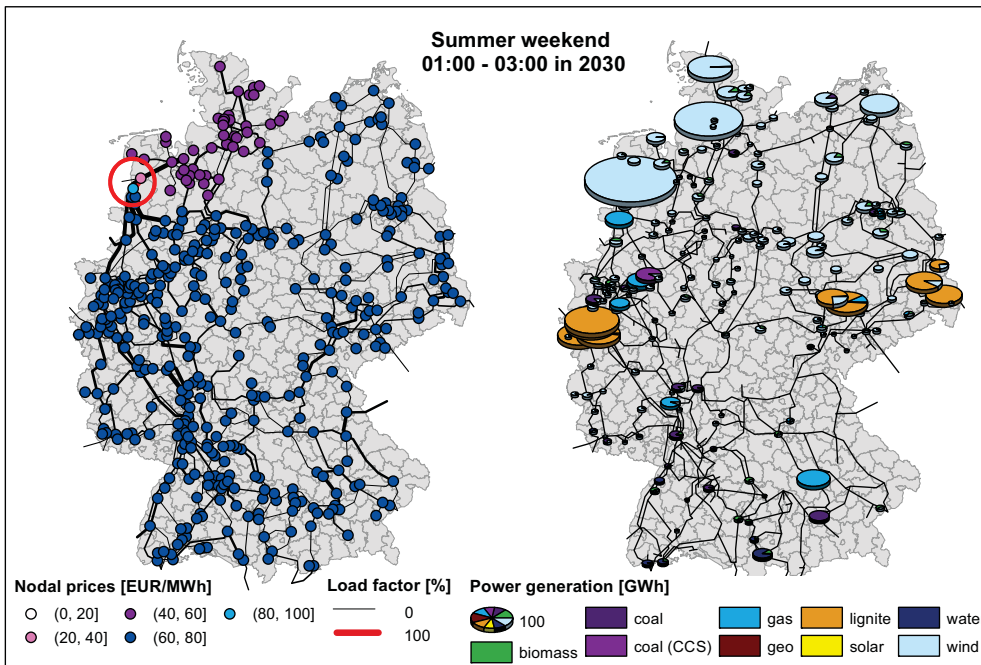 Summer weekend
01:00 - 03:00 in 2030
Nodal prices [EUR/MWh]
(0, 20]
(40, 60]
(80, 100]
(20, 40]
(60, 80]
Load factor [%]
0
100
Power generation [GWh]
100
coal
gas
lignite
wate
biomass
coal (CCS)
geo
solar
wind